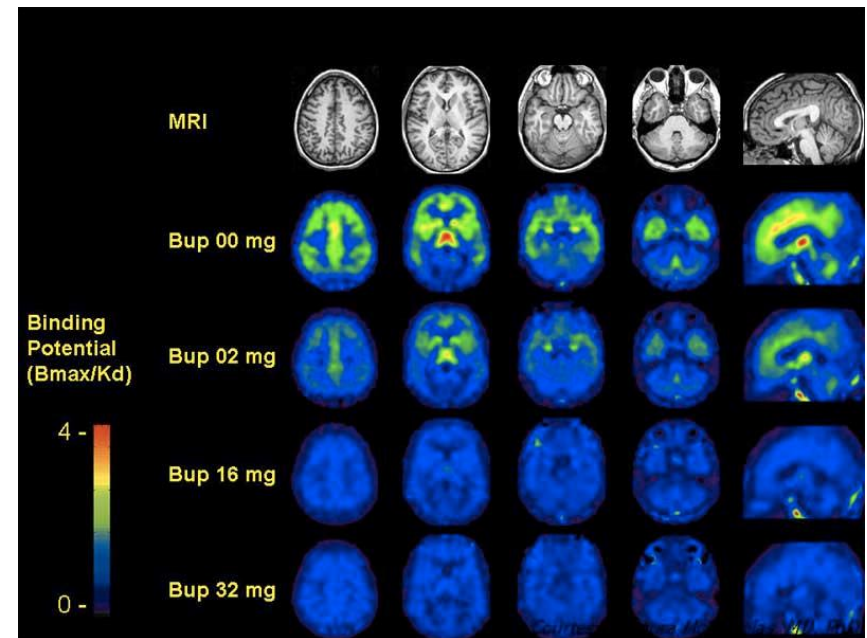 MRI
Bup 00 mg
Binding
Potential
(Bmax/Kd)
Bup 02 mg
4 -
Bup 16 mg
0 -
Bup 32 mg